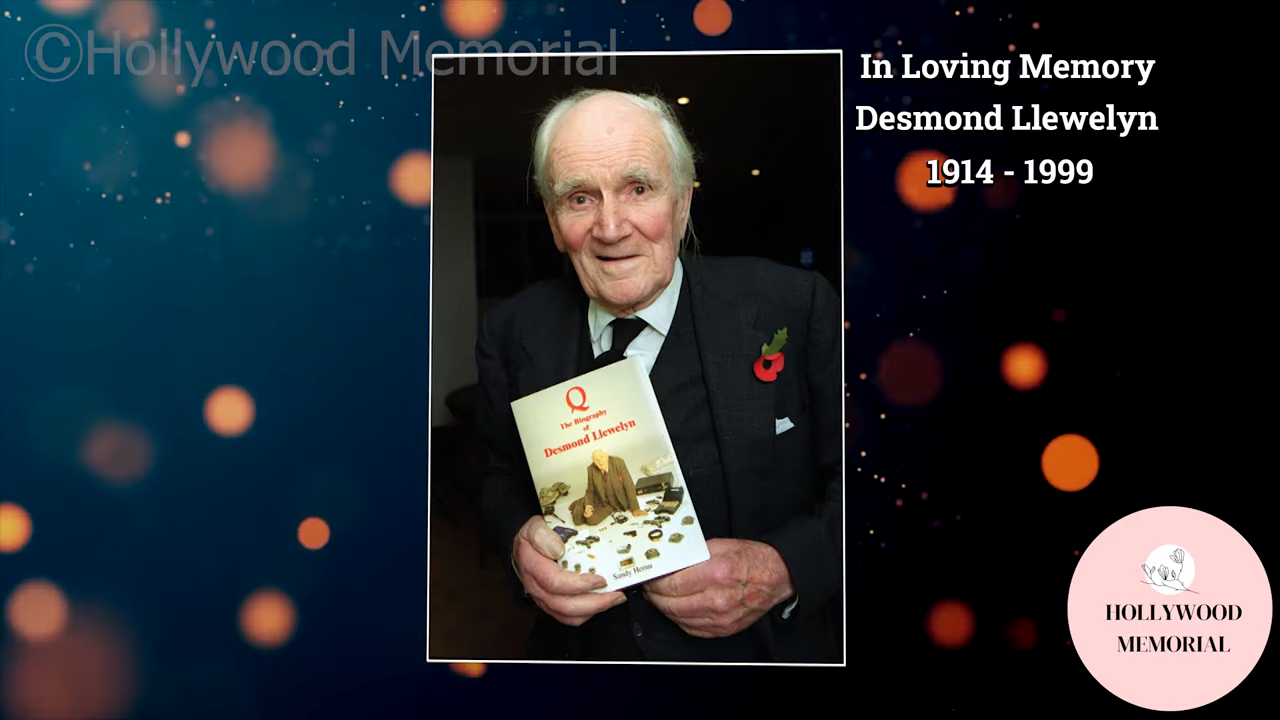 ©Hollywood Memorial
In Loving Memory
Desmond Llewelyn
1914 - 1999
Q
The Biography
of
Desmond Llewelyn
Sandy Hernu
HOLLYWOOD
MEMORIAL